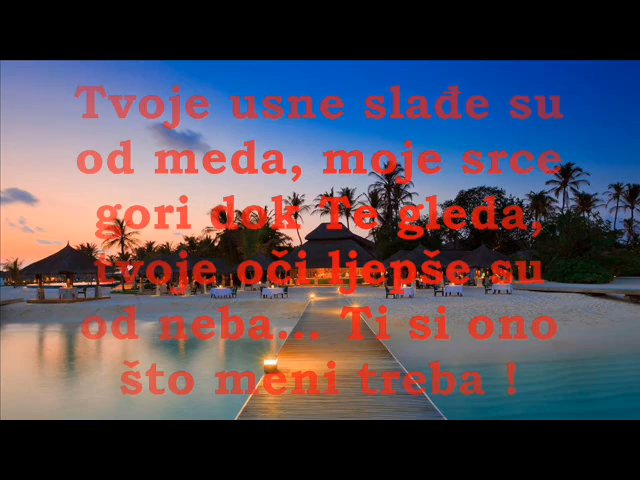 Tvoje usne slađe su
od meda, moje srce
gori dok Te gleda,
tvoje oči ljepše su
od neba... Ti si ono
što meni treba !